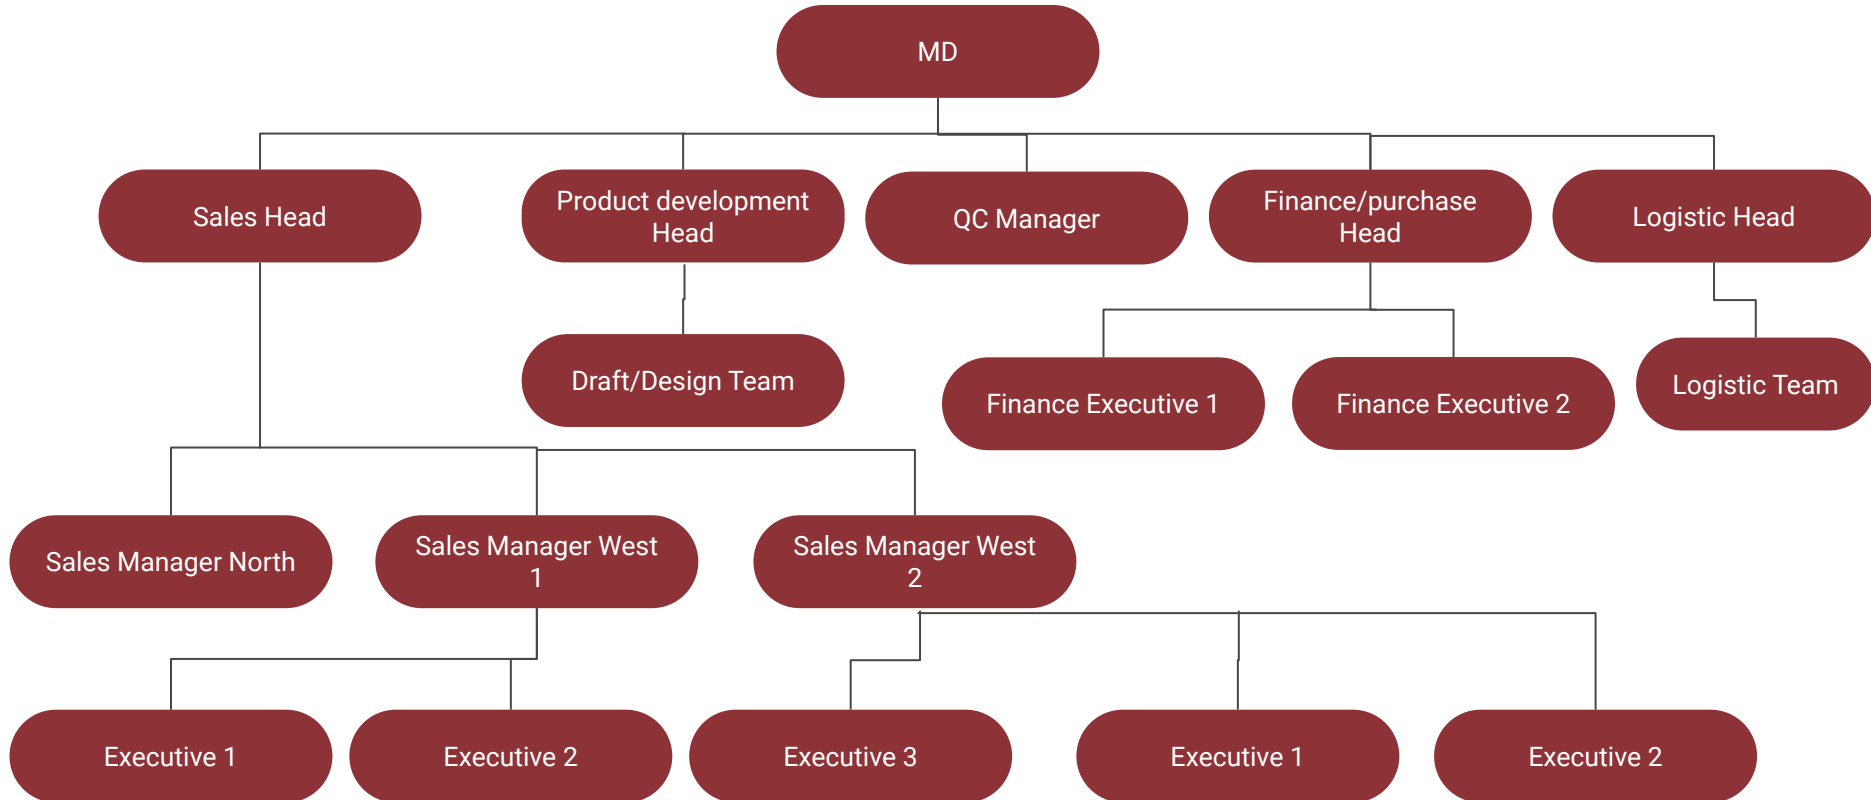 MD
Sales Head
Product development
Head
QC Manager
Finance/purchase
Head
Logistic Head
Draft/Design Team
Finance Executive 1
Finance Executive 2
Logistic Team
Sales Manager North
Sales Manager West
1
Sales Manager West
2
Executive 1
Executive 2
Executive 3
Executive 1
Executive 2